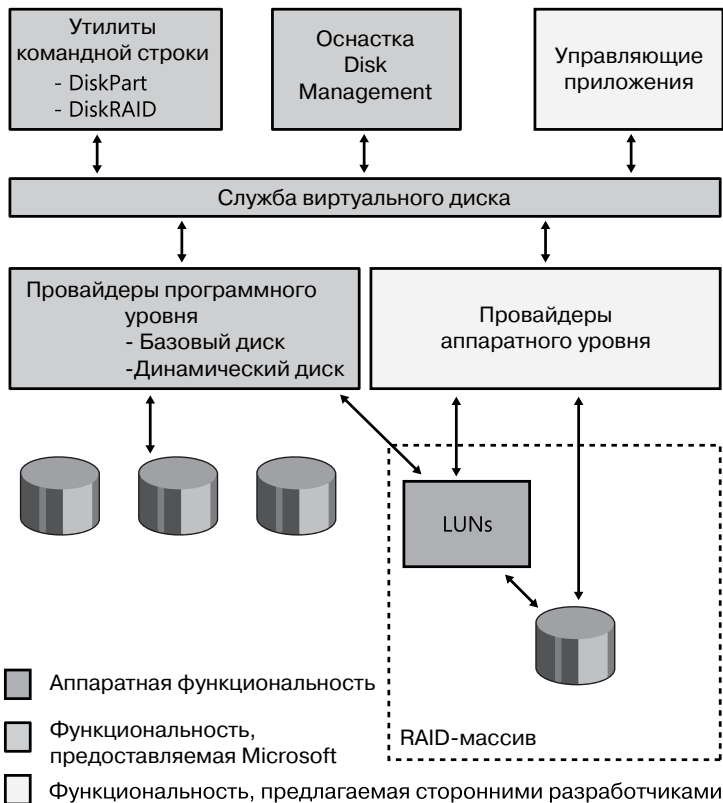 Утилиты
командной строки
- DiskPart
- DiskRAID
Оснастка
Disk
Management
Управляющие
приложения
Служба виртуального диска
Провайдеры программного
уровня
- Базовый диск
-Динамический диск
Провайдеры
аппаратного уровня
LUNs
RAID-массив
Аппаратная функциональность
Функциональность,
предоставляемая Microsoft
Функциональность, предлагаемая сторонними разработчиками